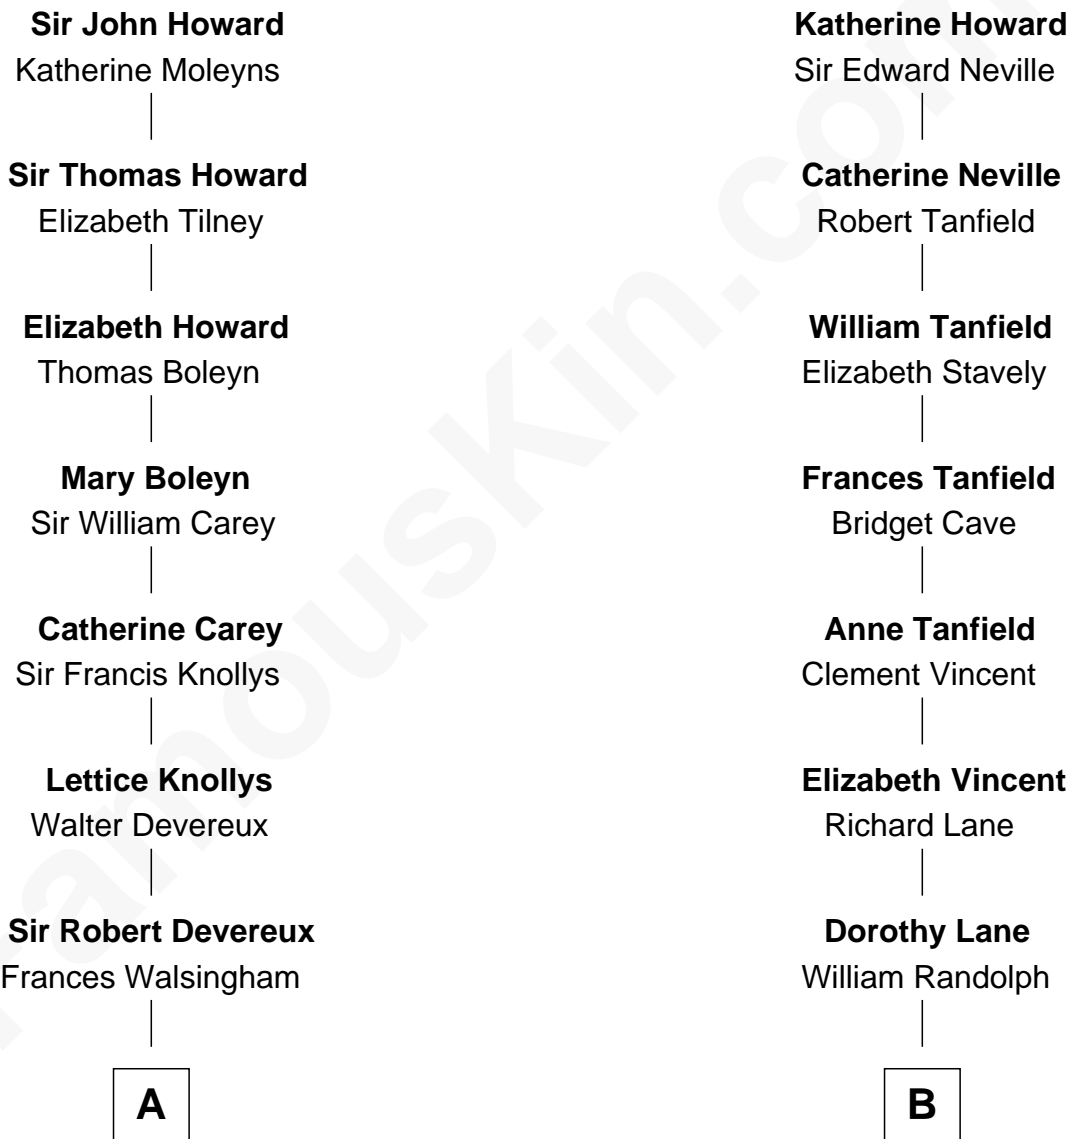 Sir John Howard
Katherine Moleyns
Sir Thomas Howard
Elizabeth Tilney
Elizabeth Howard
Thomas Boleyn
Mary Boleyn
Sir William Carey
Catherine Carey
Sir Francis Knollys
Lettice Knollys
Walter Devereux
Sir Robert Devereux
Frances Walsingham
A
Katherine Howard
Sir Edward Neville
Catherine Neville
Robert Tanfield
William Tanfield
Elizabeth Stavely
Frances Tanfield
Bridget Cave
Anne Tanfield
Clement Vincent
Elizabeth Vincent
Richard Lane
Dorothy Lane
William Randolph
B
FamousKin.com